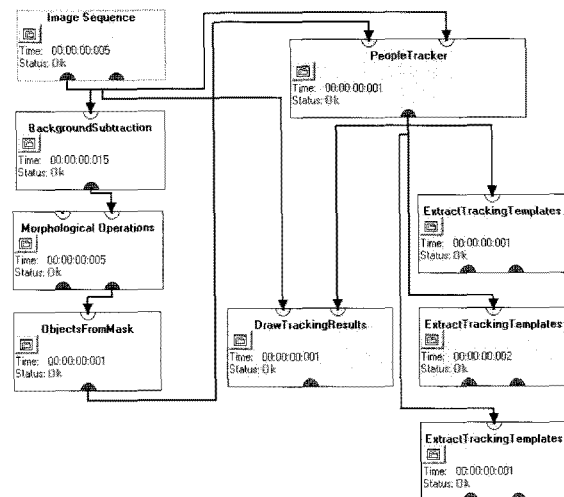 Image Sequence
Time: 00:00:00:005
Status: Ok
PeopleTracker
Time: 00:00:00:001
Status: Ok
BackgroundSubtraction
Time: 00:00:00:015
Status: Ok
Morphological Operations
Time: 00:00:00:005
Status: Ok
ExtractTrackingTemplates
Time: 00:00:00:001
Status: Ok
ObjectsFromMask
Time: 00:00:00:001
Status: Ok
DrawTrackingResults
Time: 00:00:00:001
Status: Ok
ExtractTrackingTemplates
Time: 00:00:00:002
Status: Ok
ExtractTrackingTemplates
Time: 00:00:00:001
Status: Ok